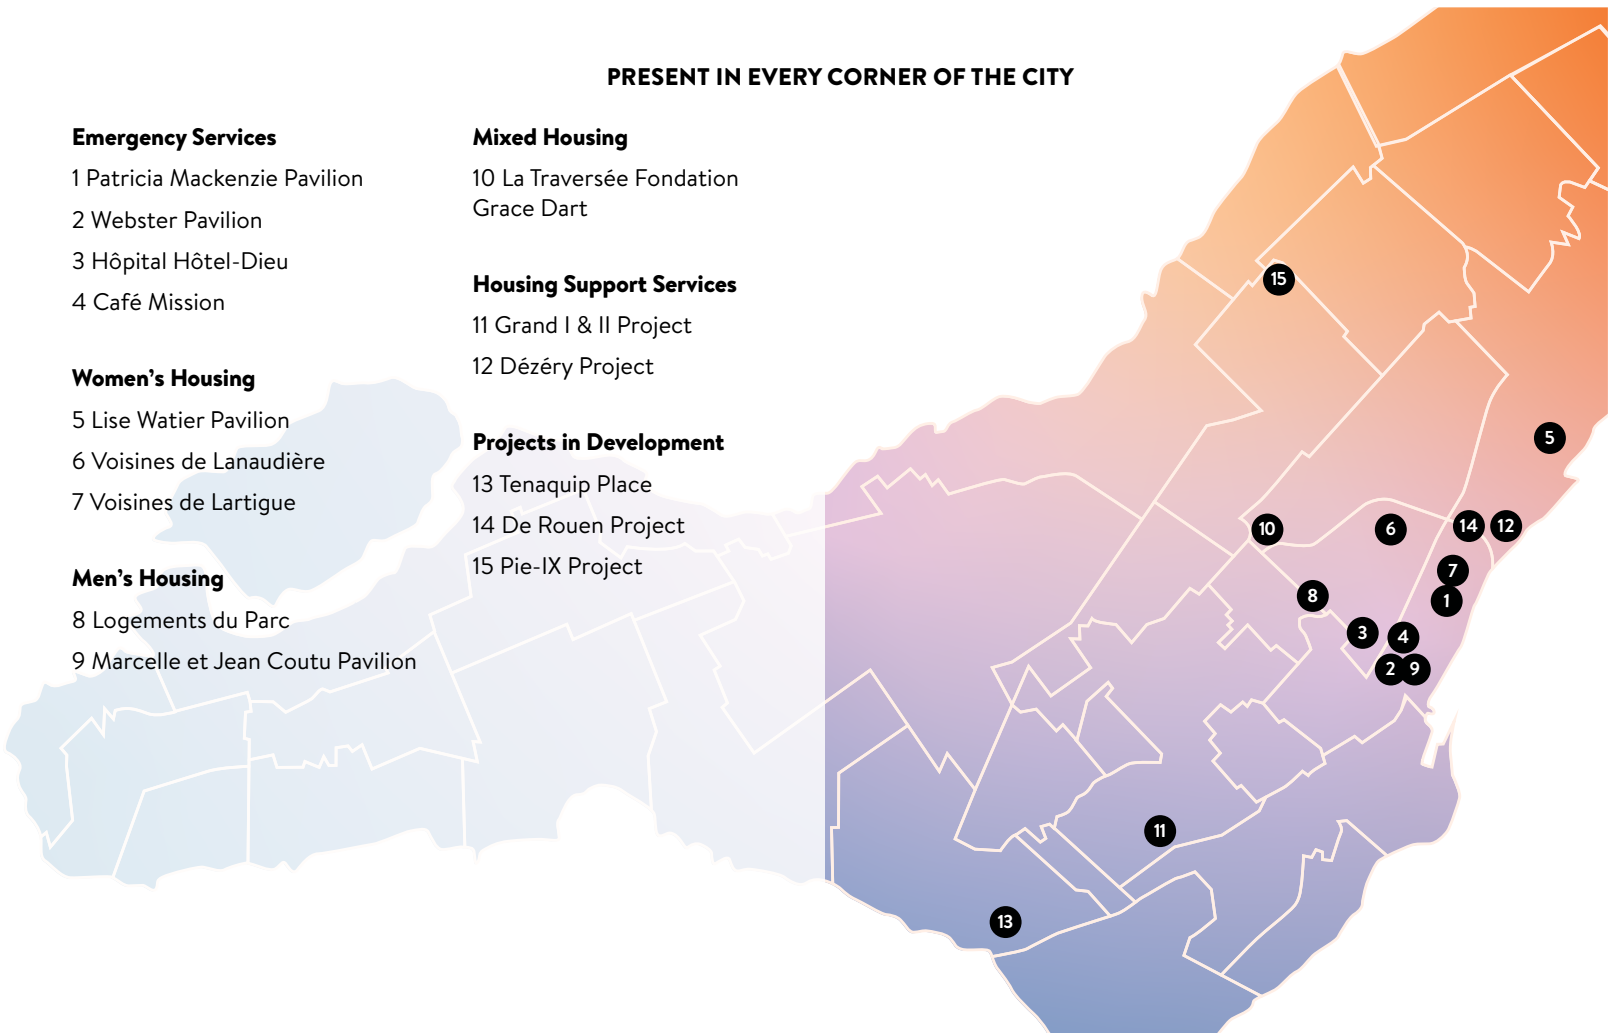 PRESENT IN EVERY CORNER OF THE CITY
Emergency Services
1 Patricia Mackenzie Pavilion
2 Webster Pavilion
3 Hôpital Hôtel-Dieu
4 Café Mission
Women's Housing
5 Lise Watier Pavilion
6 Voisines de Lanaudière
7 Voisines de Lartigue
Men's Housing
8 Logements du Parc
9 Marcelle et Jean Coutu Pavilion
Mixed Housing
10 La Traversée Fondation
Grace Dart
Housing Support Services
11 Grand I & II Project
12 Dézéry Project
Projects in Development
13 Tenaquip Place
14 De Rouen Project
15 Pie-IX Project
15
5
10
6
14
12
7
8
1
3
4
2
9
11
13